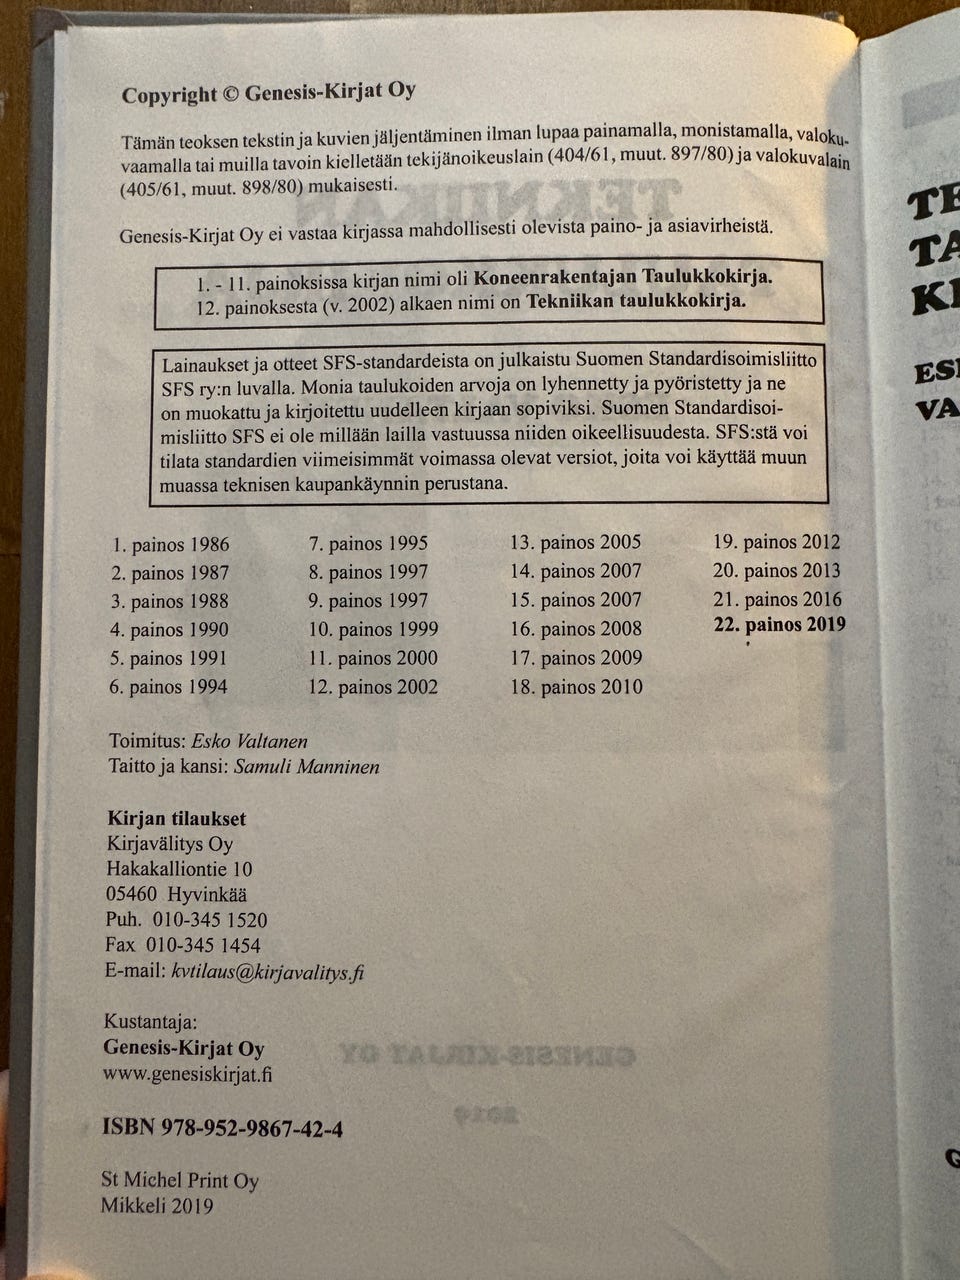 Copyright © Genesis-Kirjat Oy
Tämän teoksen tekstin ja kuvien jäljentäminen ilman lupaa painamalla, monistamalla, valoku-
vaamalla tai muilla tavoin kielletään tekijänoikeuslain (404/61, muut. 897/80) ja valokuvalain
(405/61, muut. 898/80) mukaisesti.
Genesis-Kirjat Oy ei vastaa kirjassa mahdollisesti olevista paino- ja asiavirheistä.
1. - 11. painoksissa kirjan nimi oli Koneenrakentajan Taulukkokirja.
12. painoksesta (v. 2002) alkaen nimi on Tekniikan taulukkokirja.
Lainaukset ja otteet SFS-standardeista on julkaistu Suomen Standardisoimisliitto
SFS ry:n luvalla. Monia taulukoiden arvoja on lyhennetty ja pyöristetty ja ne
on muokattu ja kirjoitettu uudelleen kirjaan sopiviksi. Suomen Standardisoi-
misliitto SFS ei ole millään lailla vastuussa niiden oikeellisuudesta. SFS:stä voi
tilata standardien viimeisimmät voimassa olevat versiot, joita voi käyttää muun
muassa teknisen kaupankäynnin perustana.
1. painos 1986
2. painos 1987
3. painos 1988
4. painos 1990
5. painos 1991
6. painos 1994
7. painos 1995
8. painos 1997
9. painos 1997
10. painos 1999
11. painos 2000
12. painos 2002
13. painos 2005
14. painos 2007
15. painos 2007
16. painos 2008
17. painos 2009
18. painos 2010
19. painos 2012
20. painos 2013
21. painos 2016
22. painos 2019
Toimitus: Esko Valtanen
Taitto ja kansi: Samuli Manninen
Kirjan tilaukset
Kirjavälitys Oy
Hakakalliontie 10
05460 Hyvinkää
Puh. 010-345 1520
Fax 010-345 1454
E-mail: kvtilaus@kirjavalitys.fi
Kustantaja:
Genesis-Kirjat Oy
www.genesiskirjat.fi
ISBN 978-952-9867-42-4
St Michel Print Oy
Mikkeli 2019